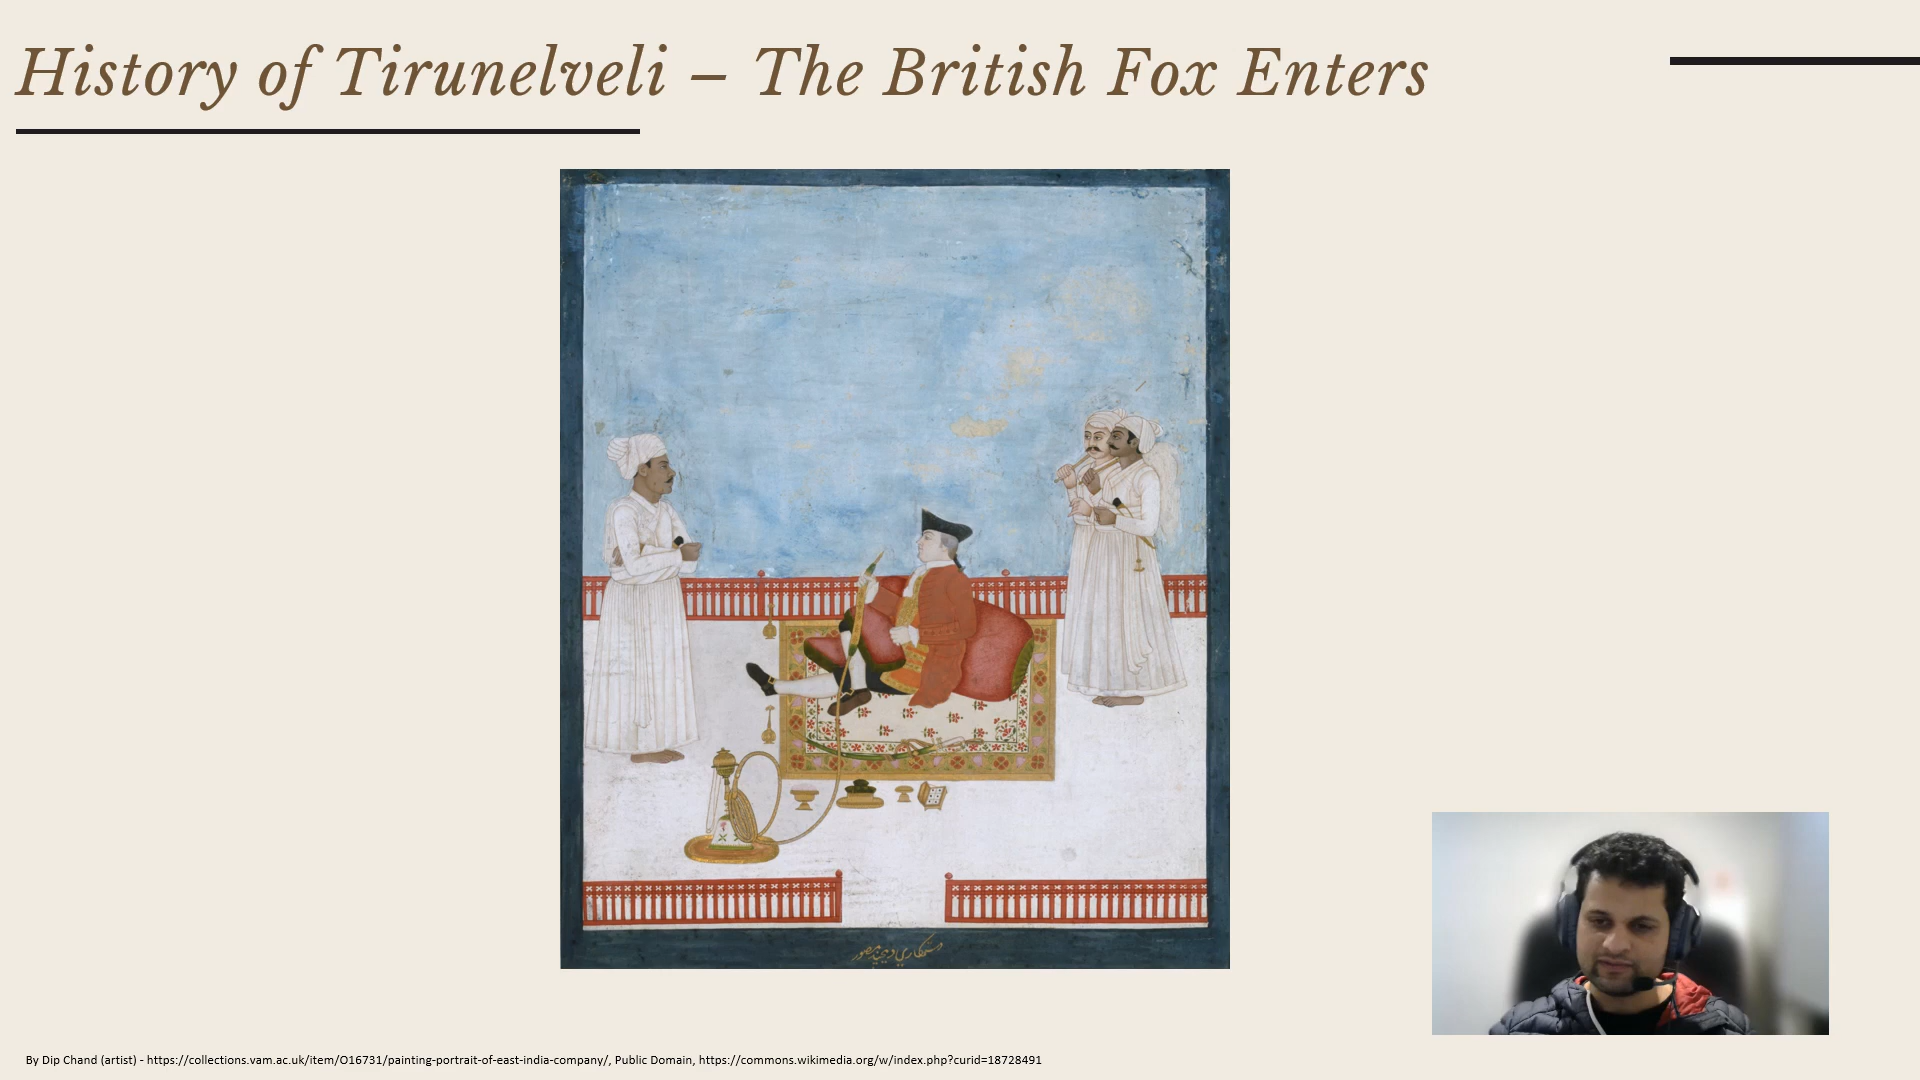 History of Tirunelveli – The British Fox Enters
By Dip Chand (artist) - https://collections.vam.ac.uk/item/O16731/painting-portrait-of-east-india-company/, Public Domain, https://commons.wikimedia.org/w/index.php?curid=18728491